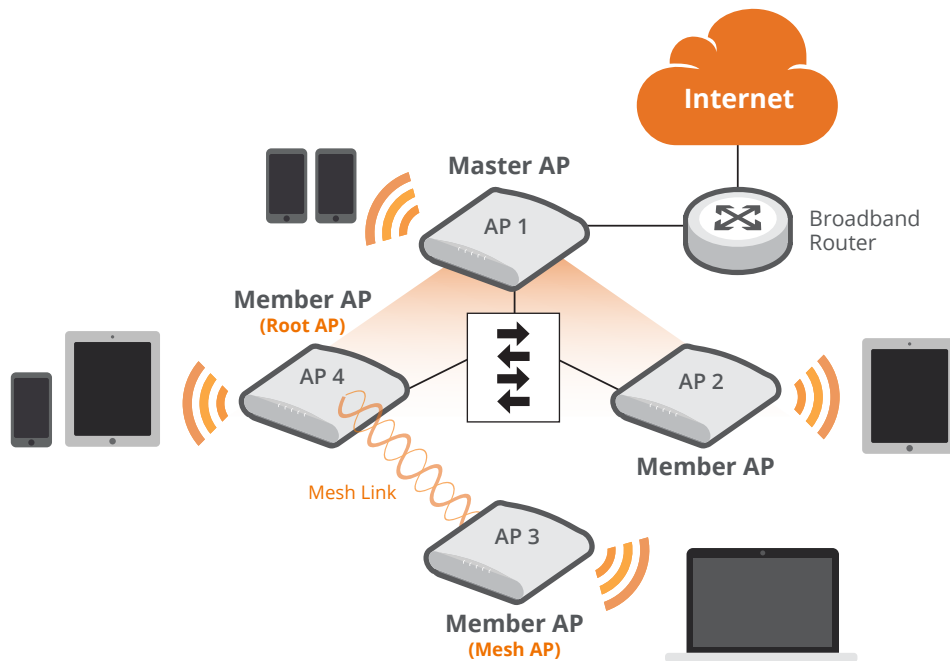 Internet
Master AP
AP 1
Broadband
Router
Member AP
(Root AP)
AP 4
AP 2
Member AP
Mesh Link
AP 3
Member AP
(Mesh AP)